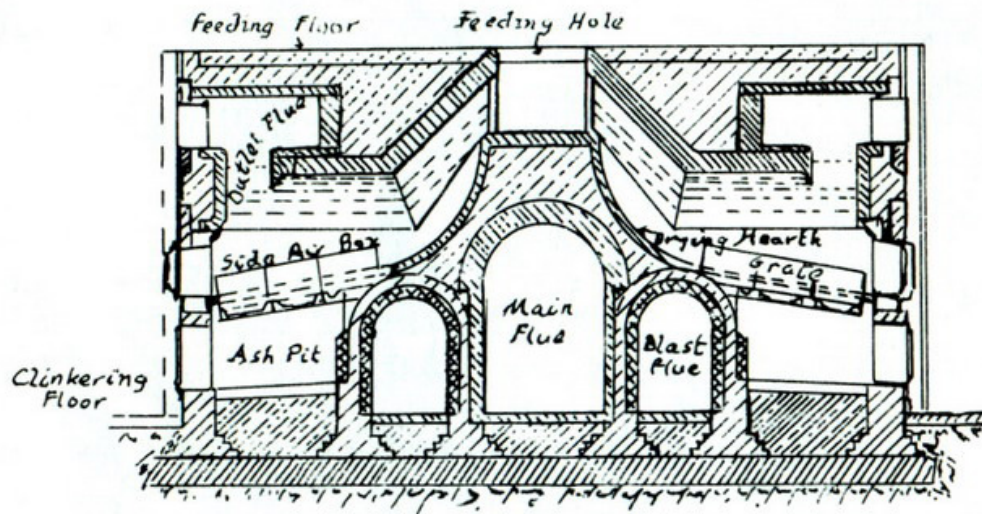 Feeding Floor
Feeding Hole
Outlet Flue
Side Air Box
Drying Hearth
Grate
Main
Flue
Ash Pit
Blast
Flue
Clinkering
Floor